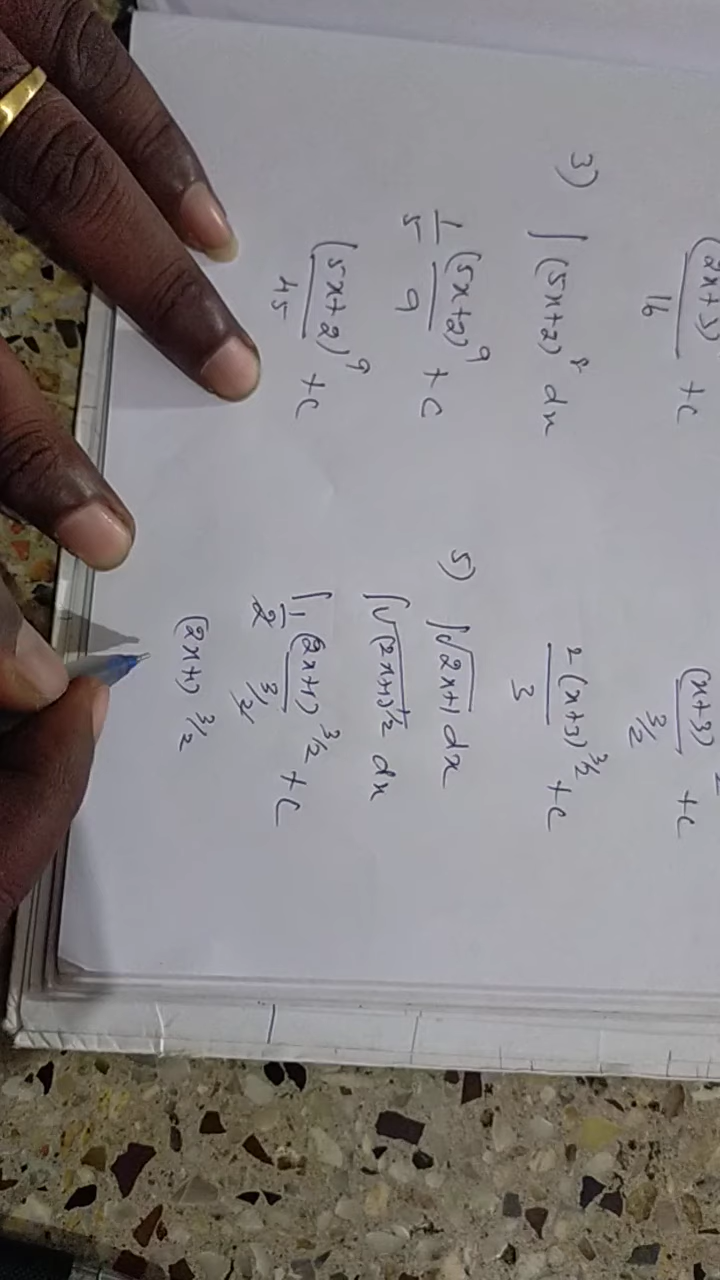 (2x+3)
16 +c
3) ∫ (5x+2)⁸ dx
1/5 (5x+2)⁹/9 +c
(5x+2)⁹/45 +c
(x+3)
3/2 +c
2(x+3)^3/2 / 3 +c
5) ∫√2x+1 dx
∫√(2x+1)^1/2 dx
∫ 1/2 (2x+1)^3/2 / 3/2 +c
(2x+1)^3/2